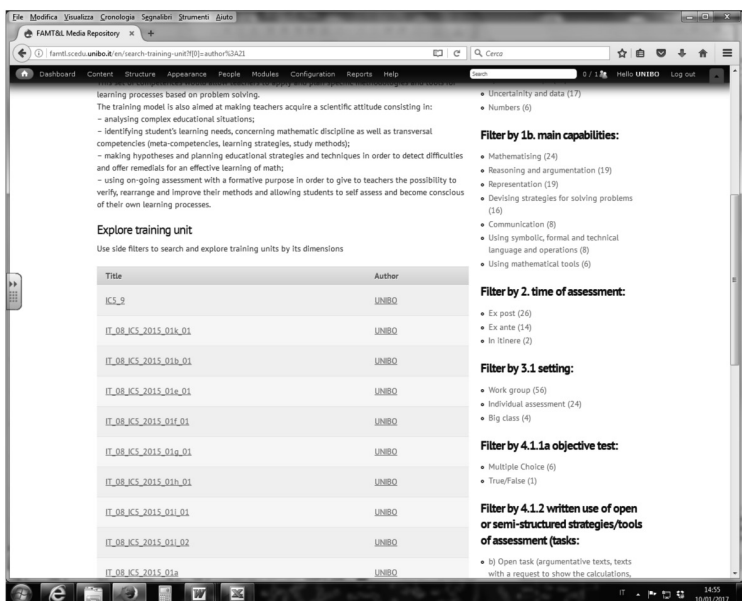 File Modifica Visualizza Cronologia Segnalibri Strumenti Aiuto
FAMT&L Media Repository × +
famtl.scedu.unibo.it/en/search-training-unit?f[0]=author%3A21
Cerca
Dashboard Content Structure Appearance People Modules Configuration Reports Help
Search
0 / 1
Hello UNIBO Log out
learning processes based on problem solving.
The training model is also aimed at making teachers acquire a scientific attitude consisting in:
– analysing complex educational situations;
– identifying student's learning needs, concerning mathematic discipline as well as transversal
competencies (meta-competencies, learning strategies, study methods);
– making hypotheses and planning educational strategies and techniques in order to detect difficulties
and offer remedials for an effective learning of math;
– using on-going assessment with a formative purpose in order to give to teachers the possibility to
verify, rearrange and improve their methods and allowing students to self assess and become conscious
of their own learning processes.
Explore training unit
Use side filters to search and explore training units by its dimensions
Title Author
IC5_9 UNIBO
IT_08_IC5_2015_01k_01 UNIBO
IT_08_IC5_2015_01b_01 UNIBO
IT_08_IC5_2015_01e_01 UNIBO
IT_08_IC5_2015_01f_01 UNIBO
IT_08_IC5_2015_01g_01 UNIBO
IT_08_IC5_2015_01h_01 UNIBO
IT_08_IC5_2015_01l_01 UNIBO
IT_08_IC5_2015_01i_02 UNIBO
IT_08_IC5_2015_01a UNIBO
Uncertainity and data (17)
Numbers (6)
Filter by 1b. main capabilities:
Mathematising (24)
Reasoning and argumentation (19)
Representation (19)
Devising strategies for solving problems
(16)
Communication (8)
Using symbolic, formal and technical
language and operations (8)
Using mathematical tools (6)
Filter by 2. time of assessment:
Ex post (26)
Ex ante (14)
In itinere (2)
Filter by 3.1 setting:
Work group (56)
Individual assessment (24)
Big class (4)
Filter by 4.1.1a objective test:
Multiple Choice (6)
True/False (1)
Filter by 4.1.2 written use of open
or semi-structured strategies/tools
of assessment (tasks:
b) Open task (argumentative texts, texts
with a request to show the calculations,
IT
14:55
10/01/2017